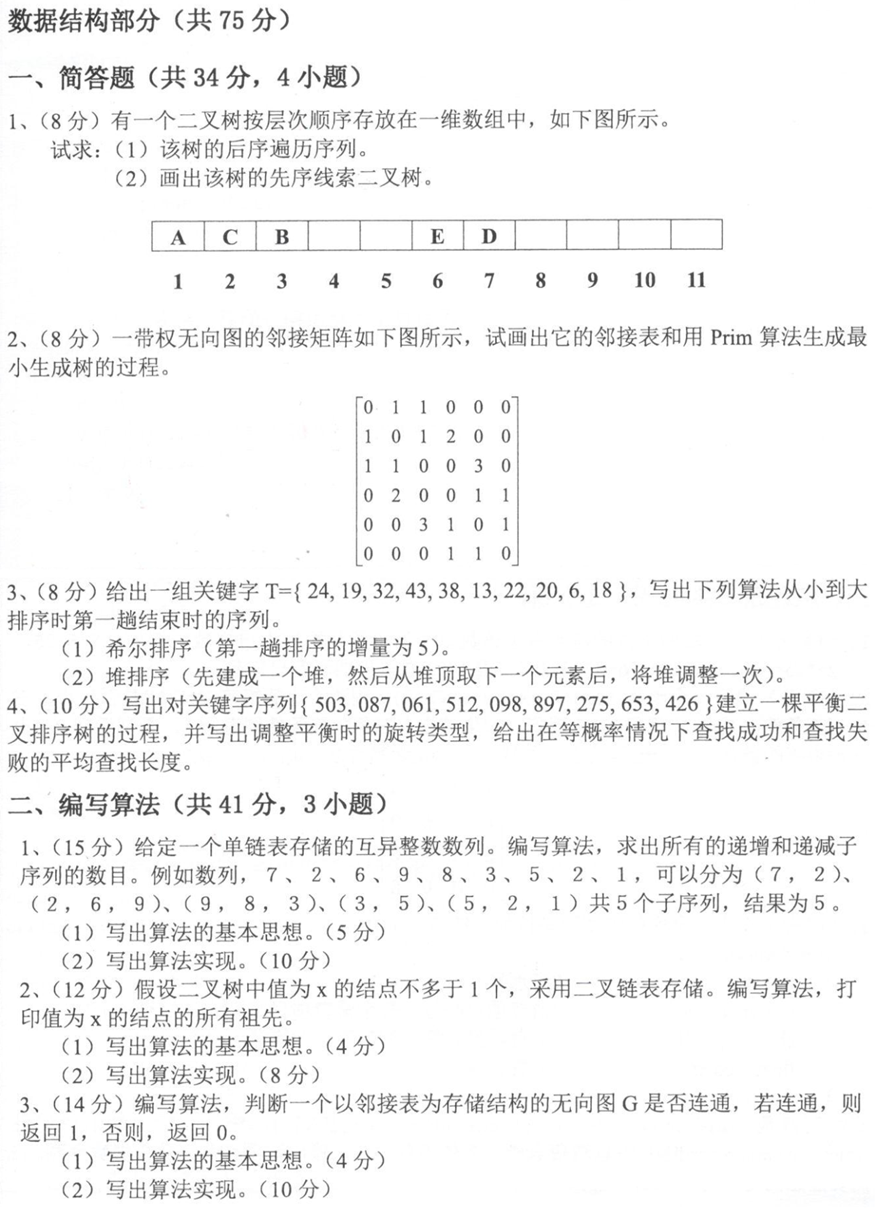 数据结构部分（共 75 分）
一、简答题（共 34 分，4 小题）
1、（8 分）有一个二叉树按层次顺序存放在一维数组中，如下图所示。
试求：（1）该树的后序遍历序列。
（2）画出该树的先序线索二叉树。
A C B E D
1 2 3 4 5 6 7 8 9 10 11
2、（8 分）一带权无向图的邻接矩阵如下图所示，试画出它的邻接表和用 Prim 算法生成最
小生成树的过程。
0 1 1 0 0 0
1 0 1 2 0 0
1 1 0 0 3 0
0 2 0 0 1 1
0 0 3 1 0 1
0 0 0 1 1 0
3、（8 分）给出一组关键字 T={ 24, 19, 32, 43, 38, 13, 22, 20, 6, 18 }，写出下列算法从小到大
排序时第一趟结束时的序列。
（1）希尔排序（第一趟排序的增量为 5）。
（2）堆排序（先建成一个堆，然后从堆顶取下一个元素后，将堆调整一次）。
4、（10 分）写出对关键字序列{ 503, 087, 061, 512, 098, 897, 275, 653, 426 }建立一棵平衡二
叉排序树的过程，并写出调整平衡时的旋转类型，给出在等概率情况下查找成功和查找失
败的平均查找长度。
二、编写算法（共 41 分，3 小题）
1、（15 分）给定一个单链表存储的互异整数数列。编写算法，求出所有的递增和递减子
序列的数目。例如数列，７、２、６、９、８、３、５、２、１，可以分为（７，２）、
（２，６，９）、（９，８，３）、（３，５）、（５，２，１）共５个子序列，结果为５。
（1）写出算法的基本思想。（5 分）
（2）写出算法实现。（10 分）
2、（12 分）假设二叉树中值为 x 的结点不多于 1 个，采用二叉链表存储。编写算法，打
印值为 x 的结点的所有祖先。
（1）写出算法的基本思想。（4 分）
（2）写出算法实现。（8 分）
3、（14 分）编写算法，判断一个以邻接表为存储结构的无向图 G 是否连通，若连通，则
返回 1，否则，返回 0。
（1）写出算法的基本思想。（4 分）
（2）写出算法实现。（10 分）